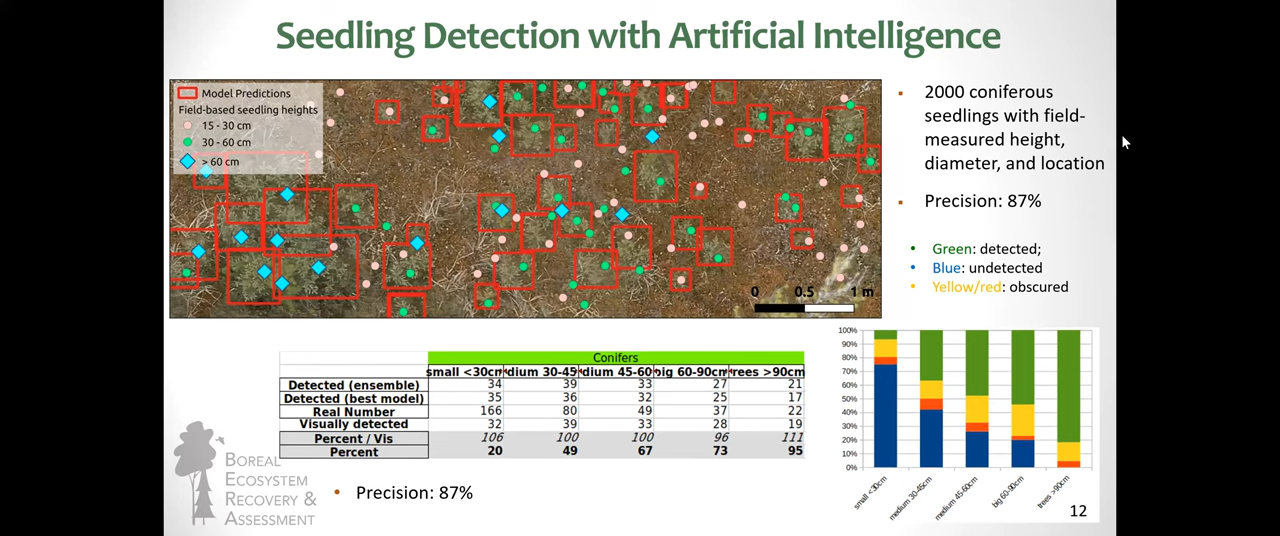 Seedling Detection with Artificial Intelligence
Model Predictions
Field-based seedling heights
15 - 30 cm
30 - 60 cm
> 60 cm
0 0.5 1 m
2000 coniferous
seedlings with field-
measured height,
diameter, and location
Precision: 87%
Green: detected;
Blue: undetected
Yellow/red: obscured
Conifers
small <30cm dium 30-45 dium 45-60 big 60-90cm rees >90cm
Detected (ensemble) 34 39 33 27 21
Detected (best model) 35 36 32 25 17
Real Number 166 80 49 37 22
Visually detected 32 39 33 28 19
Percent / Vis 106 100 100 96 111
Percent 20 49 67 73 95
100%
90%
80%
70%
60%
50%
40%
30%
20%
10%
0%
small <30cm
medium 30-45cm
medium 45-60cm
big 60-90cm
trees >90cm
Boreal
Ecosystem
Recovery &
Assessment
Precision: 87%
12